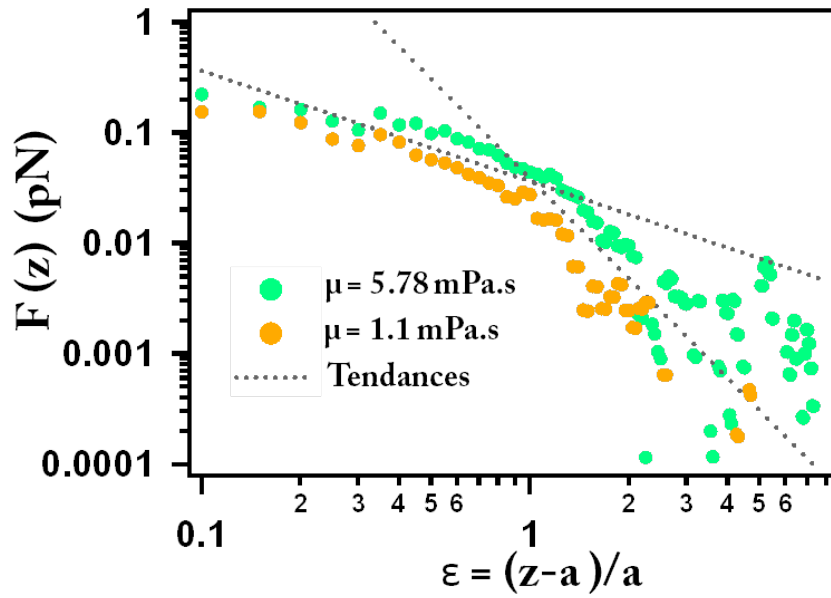 1
0.1
0.01
0.001
0.0001
F (z) (pN)
μ = 5.78 mPa.s
μ = 1.1 mPa.s
Tendances
2 3 4 5 6 2 3 4 5 6
0.1 1
ε = (z-a)/a